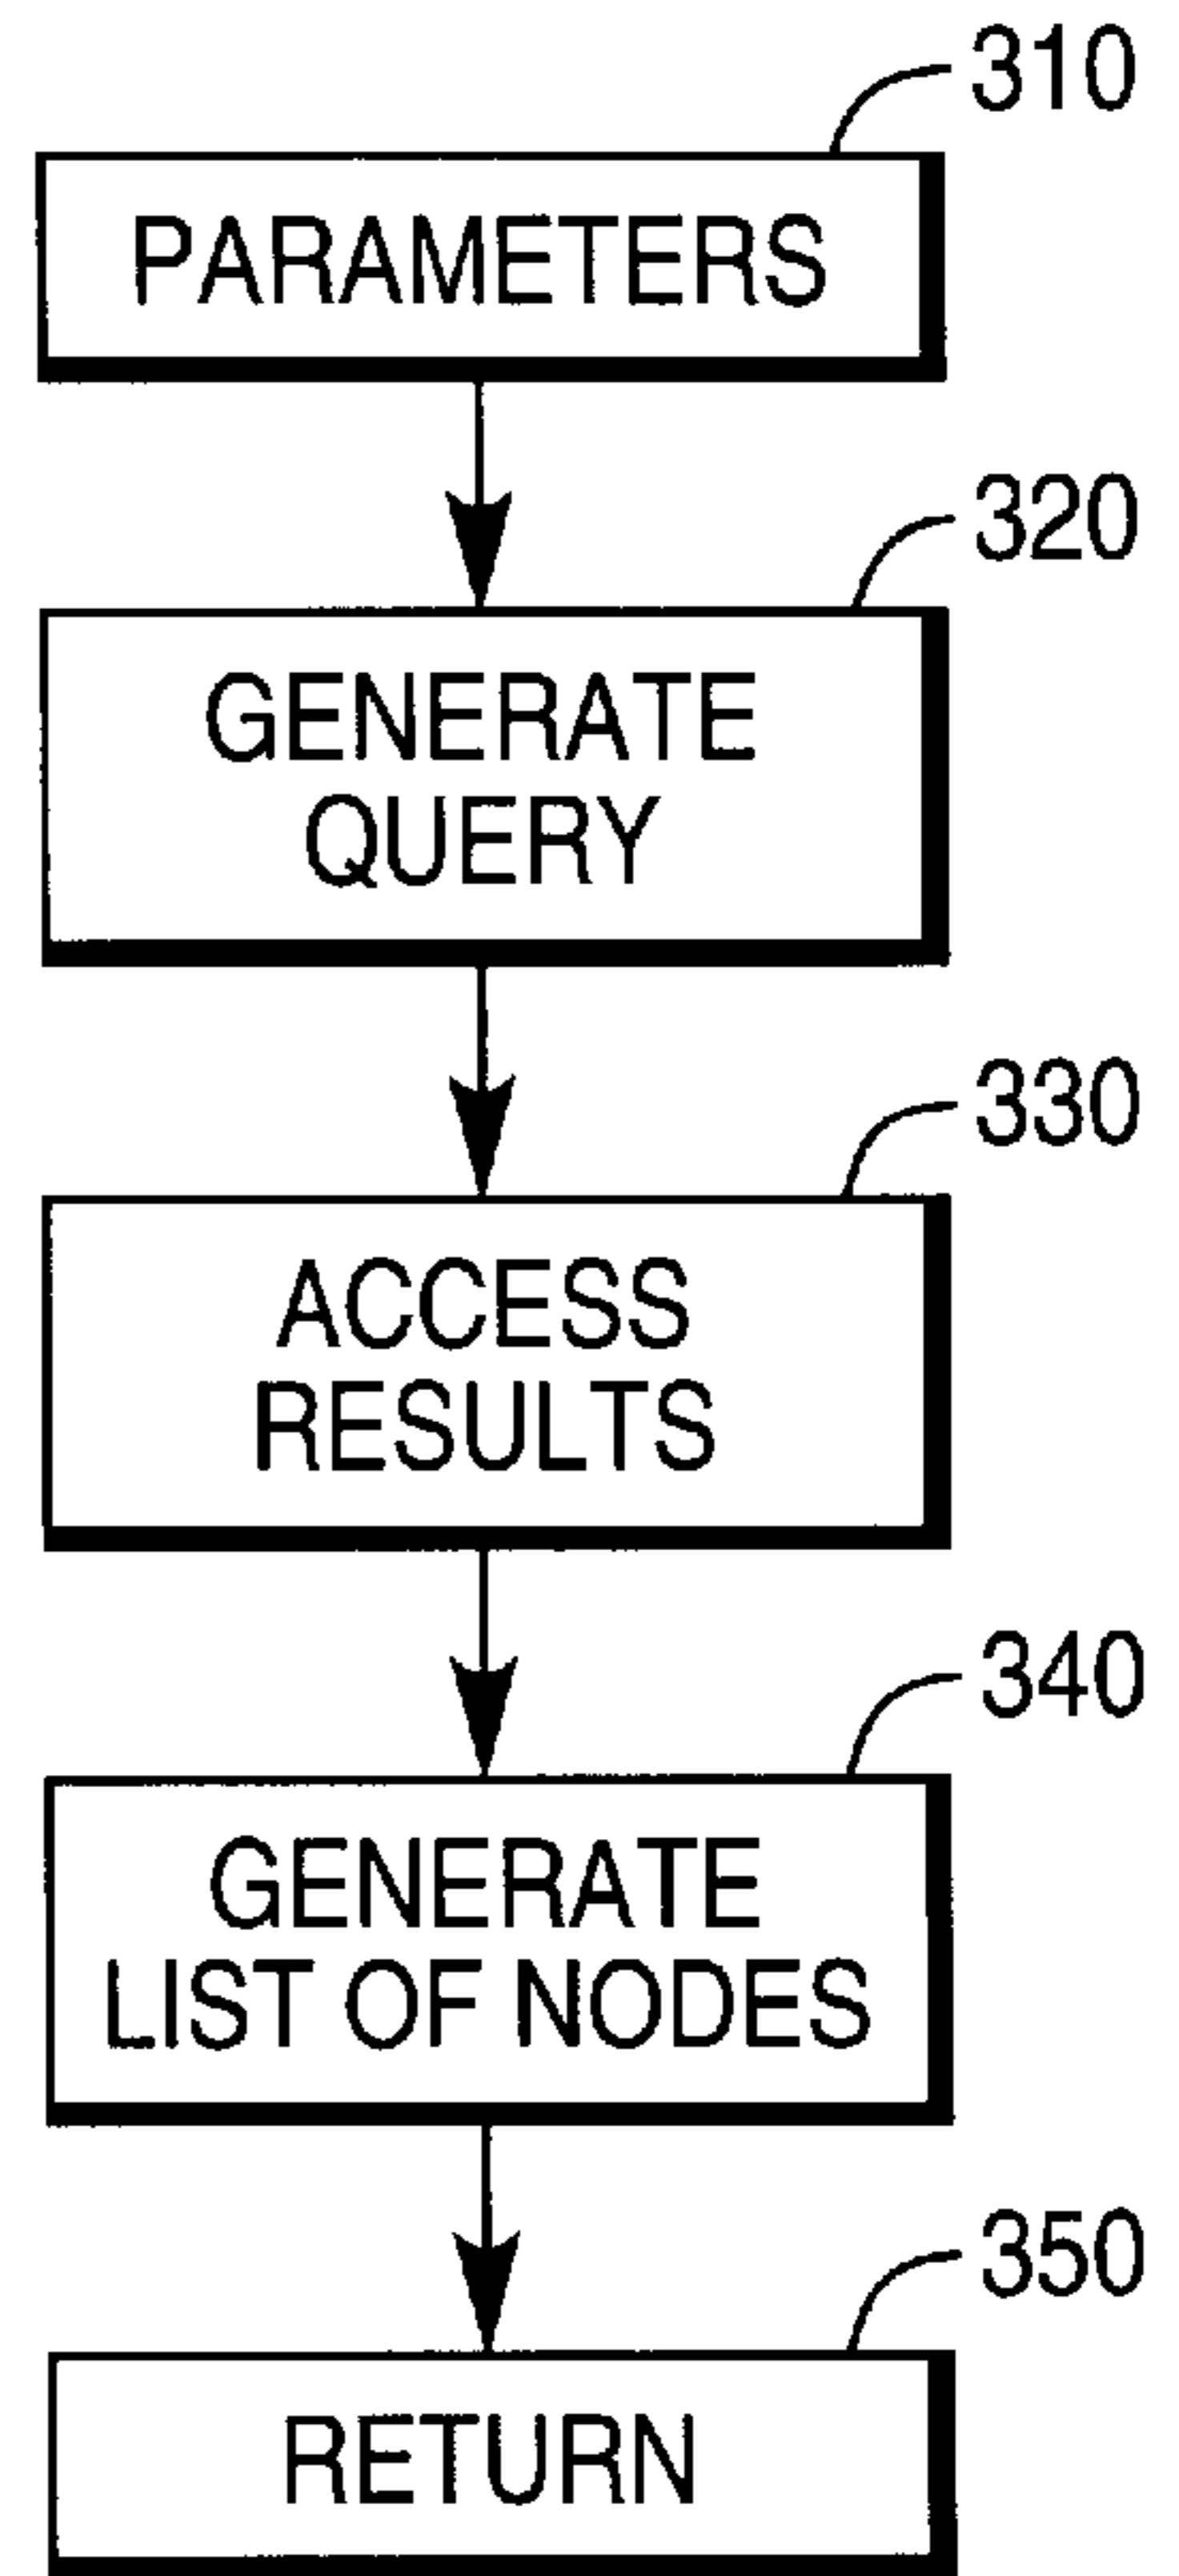 310
PARAMETERS
320
GENERATE
QUERY
330
ACCESS
RESULTS
340
GENERATE
LIST OF NODES
350
RETURN